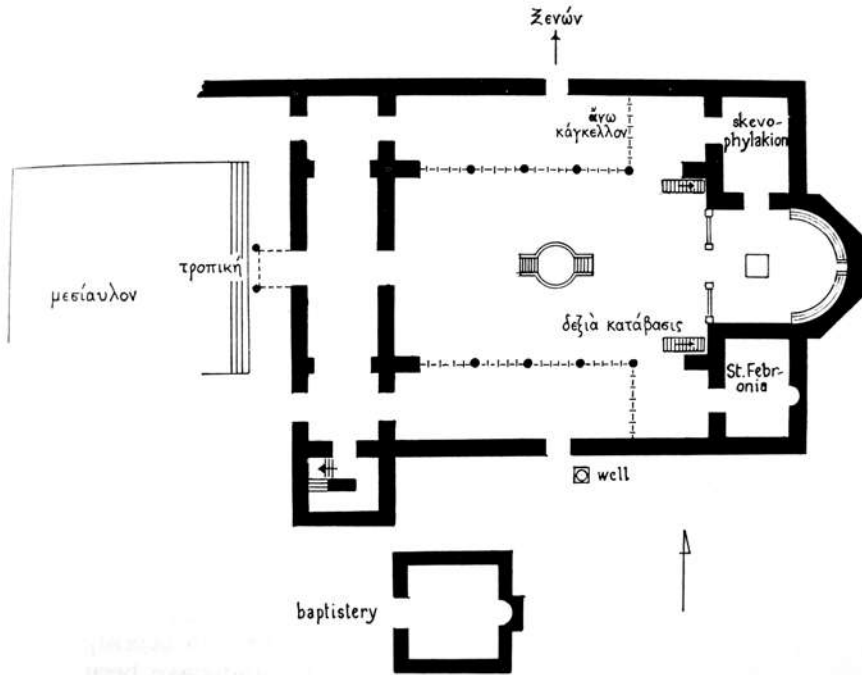 ξενών
ἄνω
κάγκελλον
skevo-
phylakion
τροπική
μεσίαυλον
δεξιὰ κατάβασις
St. Febr-
onia
well
baptistery